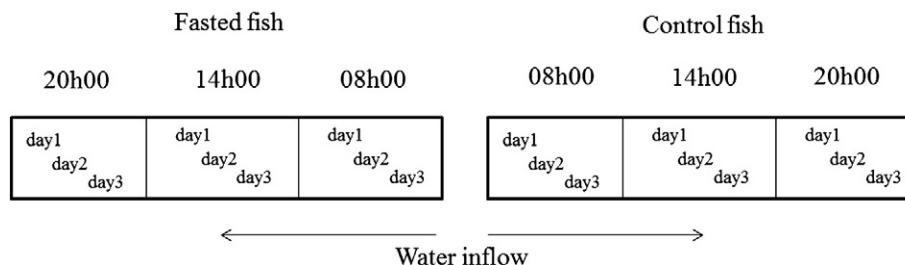 Fasted fish Control fish
20h00 14h00 08h00 08h00 14h00 20h00
day1 day1 day1 day1 day1 day1
day2 day2 day2 day2 day2 day2
day3 day3 day3 day3 day3 day3
Water inflow